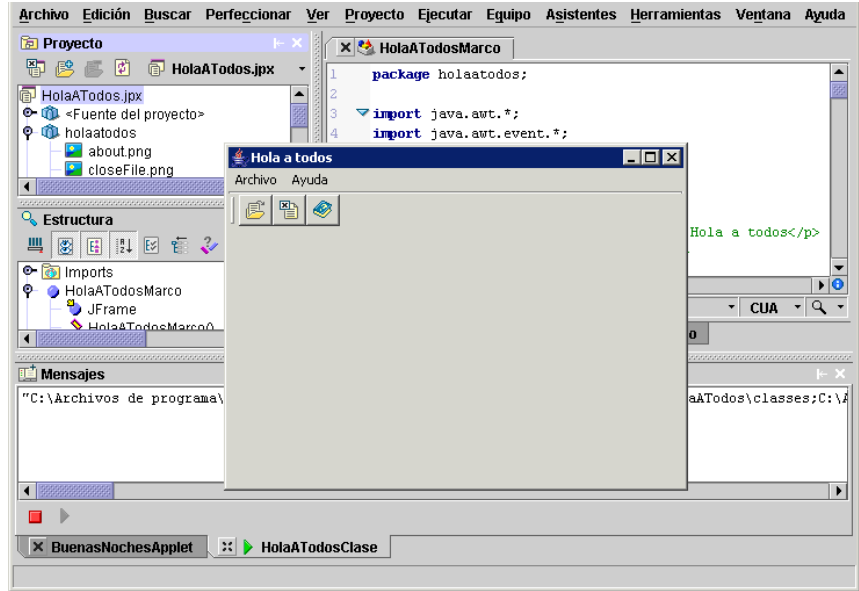 Archivo Edición Buscar Perfeccionar Ver Proyecto Ejecutar Equipo Asistentes Herramientas Ventana Ayuda
Proyecto
HolaATodos.jpx
HolaATodos.jpx
<Fuente del proyecto>
holaatodos
about.png
closeFile.png
Estructura
Imports
HolaATodosMarco
JFrame
HolaATodosMarco()
HolaATodosMarco
1 package holaatodos;
2
3 import java.awt.*;
4 import java.awt.event.*;
Hola a todos</p>
CUA
o
Hola a todos
Archivo Ayuda
Mensajes
"C:\Archivos de programa\
aATodos\classes;C:\A
BuenasNochesApplet
HolaATodosClase